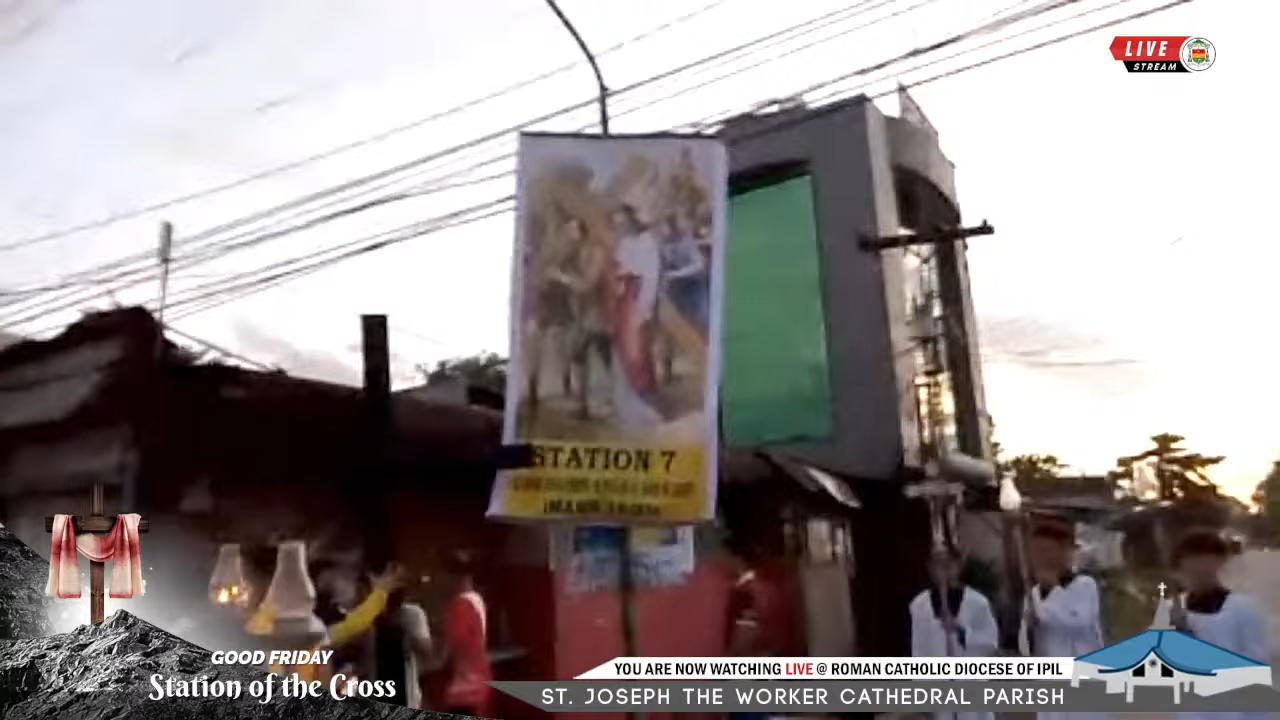 LIVE
STREAM
STATION 7
GOOD FRIDAY
Station of the Cross
YOU ARE NOW WATCHING LIVE @ ROMAN CATHOLIC DIOCESE OF IPIL
ST. JOSEPH THE WORKER CATHEDRAL PARISH